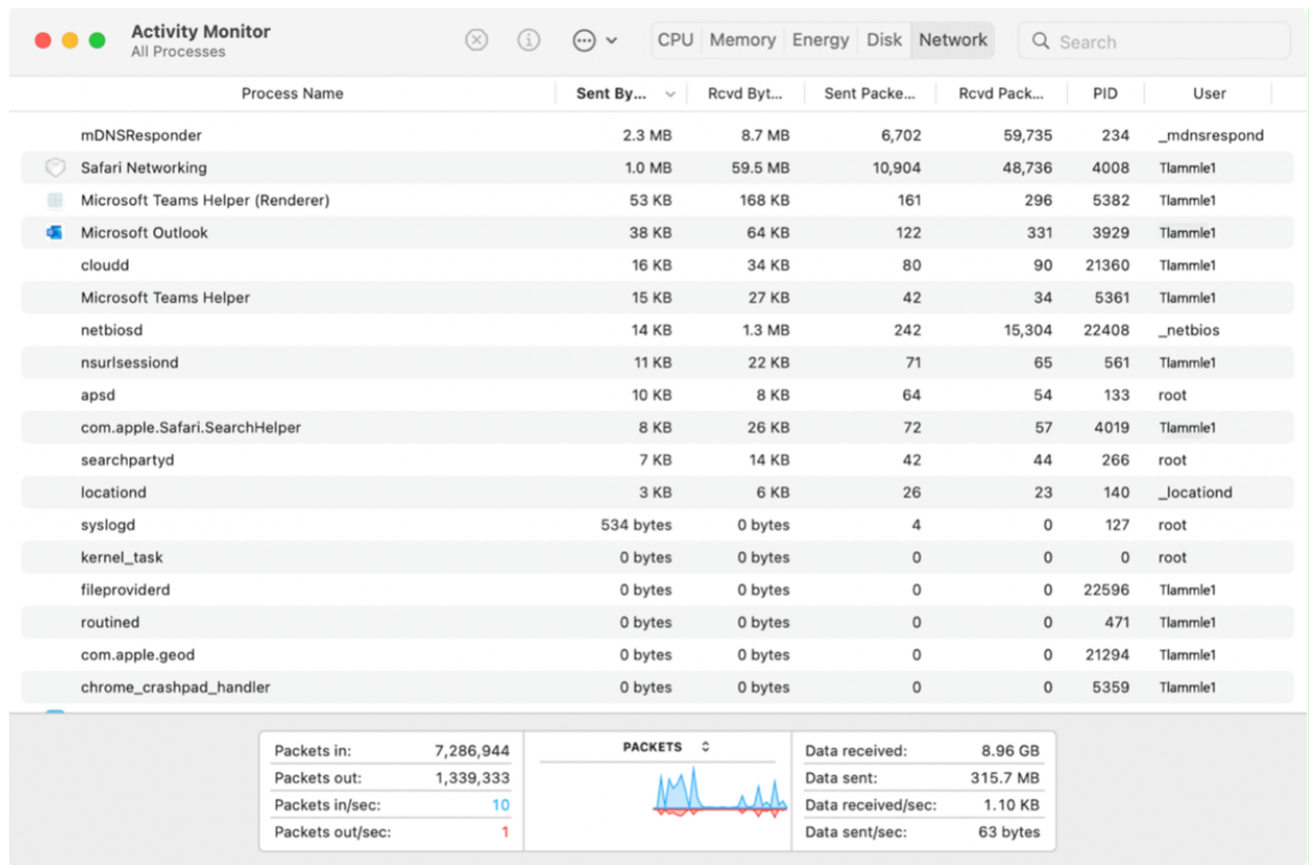 Activity Monitor
All Processes
CPU Memory Energy Disk Network Search
Process Name Sent By... Rcvd Byt... Sent Packe... Rcvd Pack... PID User
mDNSResponder 2.3 MB 8.7 MB 6,702 59,735 234 _mdnsrespond
Safari Networking 1.0 MB 59.5 MB 10,904 48,736 4008 Tlammle1
Microsoft Teams Helper (Renderer) 53 KB 168 KB 161 296 5382 Tlammle1
Microsoft Outlook 38 KB 64 KB 122 331 3929 Tlammle1
cloudd 16 KB 34 KB 80 90 21360 Tlammle1
Microsoft Teams Helper 15 KB 27 KB 42 34 5361 Tlammle1
netbiosd 14 KB 1.3 MB 242 15,304 22408 _netbios
nsurlsessiond 11 KB 22 KB 71 65 561 Tlammle1
apsd 10 KB 8 KB 64 54 133 root
com.apple.Safari.SearchHelper 8 KB 26 KB 72 57 4019 Tlammle1
searchpartyd 7 KB 14 KB 42 44 266 root
locationd 3 KB 6 KB 26 23 140 _locationd
syslogd 534 bytes 0 bytes 4 0 127 root
kernel_task 0 bytes 0 bytes 0 0 0 root
fileproviderd 0 bytes 0 bytes 0 0 22596 Tlammle1
routined 0 bytes 0 bytes 0 0 471 Tlammle1
com.apple.geod 0 bytes 0 bytes 0 0 21294 Tlammle1
chrome_crashpad_handler 0 bytes 0 bytes 0 0 5359 Tlammle1
Packets in: 7,286,944
Packets out: 1,339,333
Packets in/sec: 10
Packets out/sec: 1
PACKETS
Data received: 8.96 GB
Data sent: 315.7 MB
Data received/sec: 1.10 KB
Data sent/sec: 63 bytes